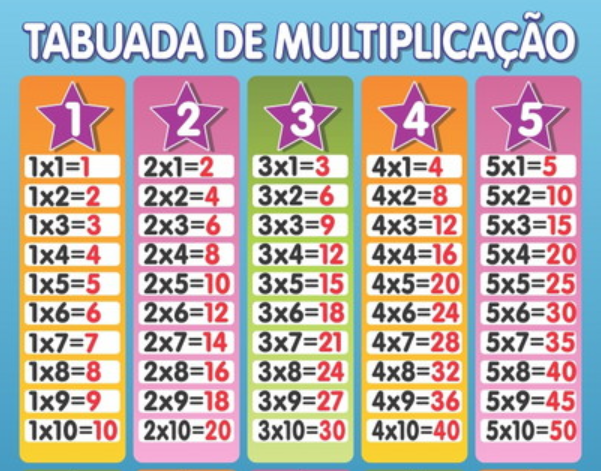 TABUADA DE MULTIPLICAÇÃO
1 2 3 4 5
1x1=1 2x1=2 3x1=3 4x1=4 5x1=5
1x2=2 2x2=4 3x2=6 4x2=8 5x2=10
1x3=3 2x3=6 3x3=9 4x3=12 5x3=15
1x4=4 2x4=8 3x4=12 4x4=16 5x4=20
1x5=5 2x5=10 3x5=15 4x5=20 5x5=25
1x6=6 2x6=12 3x6=18 4x6=24 5x6=30
1x7=7 2x7=14 3x7=21 4x7=28 5x7=35
1x8=8 2x8=16 3x8=24 4x8=32 5x8=40
1x9=9 2x9=18 3x9=27 4x9=36 5x9=45
1x10=10 2x10=20 3x10=30 4x10=40 5x10=50